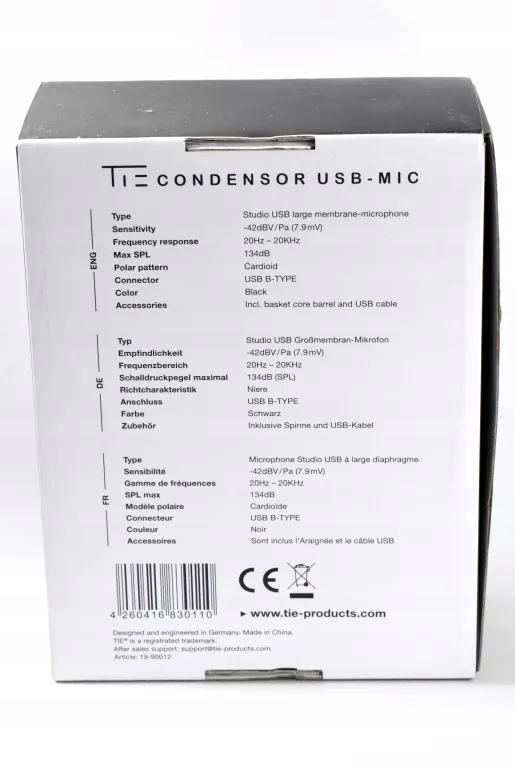 TIE CONDENSOR USB-MIC
ENG
Type Studio USB large membrane-microphone
Sensitivity -42dBV/Pa (7.9mV)
Frequency response 20Hz – 20KHz
Max SPL 134dB
Polar pattern Cardioid
Connector USB B-TYPE
Color Black
Accessories Incl. basket core barrel and USB cable
DE
Typ Studio USB Großmembran-Mikrofon
Empfindlichkeit -42dBV/Pa (7.9mV)
Frequenzbereich 20Hz – 20KHz
Schalldruckpegel maximal 134dB (SPL)
Richtcharakteristik Niere
Anschluss USB B-TYPE
Farbe Schwarz
Zubehör Inklusive Spinne und USB-Kabel
FR
Type Microphone Studio USB à large diaphragme
Sensibilité -42dBV/Pa (7.9mV)
Gamme de fréquences 20Hz – 20KHz
SPL max 134dB
Modèle polaire Cardioïde
Connecteur USB B-TYPE
Couleur Noir
Accessoires Sont inclus l'Araignée et le câble USB
CE
4 260416 830110
www.tie-products.com
Designed and engineered in Germany. Made in China.
TIE® is a registrated trademark.
After sales support: support@tie-products.com
Article: 19-90012